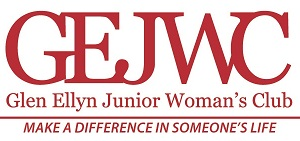 GEJWC
Glen Ellyn Junior Woman's Club
MAKE A DIFFERENCE IN SOMEONE'S LIFE